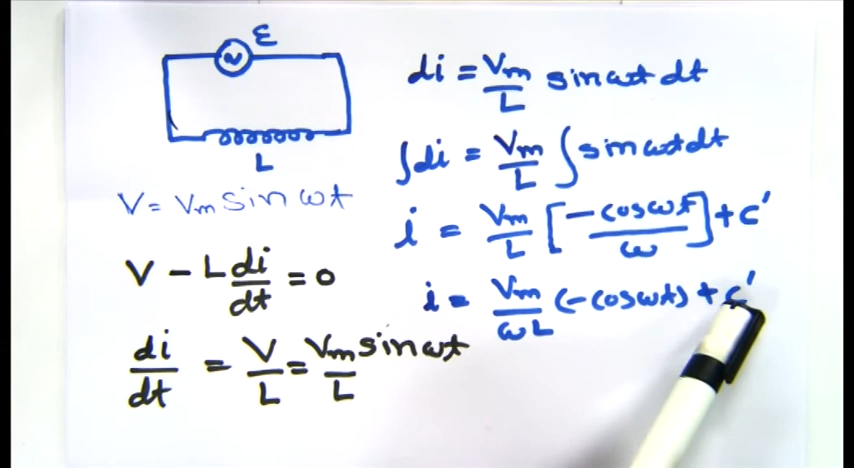 ε
L
V = Vm sin ωt
V - L di/dt = 0
di/dt = V/L = Vm/L sin ωt
di = Vm/L sin ωt dt
∫di = Vm/L ∫ sin ωt dt
i = Vm/L [-cos ωt/ω] + c'
i = Vm/ωL (-cos ωt) + c'